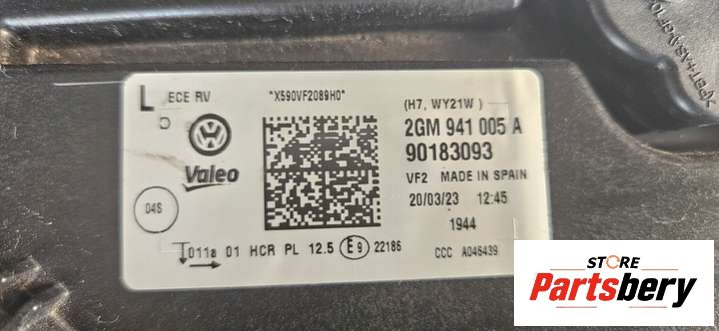 L ECE RV
*X590VF2089H0*
(H7, WY21W)
2GM 941 005 A
90183093
Valeo
VF2 MADE IN SPAIN
20/03/23 12:45
04S
1944
011a 01 HCR PL 12.5 E9 22186
CCC A046439
STORE
Partsbery